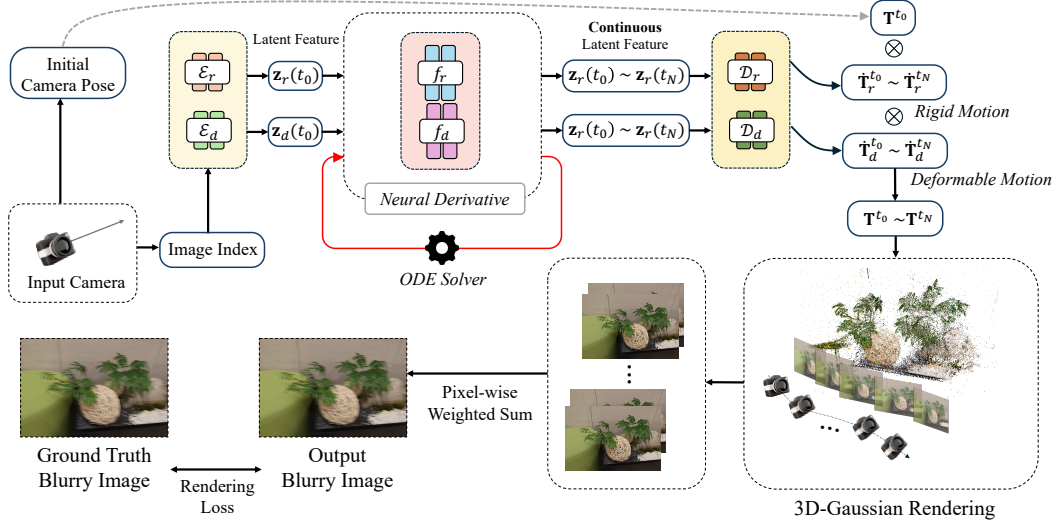 𝐓^{t_0}
Initial
Camera Pose
ℰ_r
ℰ_d
Latent Feature
𝐳_r(t_0)
𝐳_d(t_0)
f_r
f_d
Neural Derivative
ODE Solver
Continuous
Latent Feature
𝐳_r(t_0) ~ 𝐳_r(t_N)
𝐳_r(t_0) ~ 𝐳_r(t_N)
𝒟_r
𝒟_d
⊗
Ṫ_r^{t_0} ~ Ṫ_r^{t_N}
Rigid Motion
⊗
Ṫ_d^{t_0} ~ Ṫ_d^{t_N}
Deformable Motion
𝐓^{t_0} ~ 𝐓^{t_N}
Input Camera
Image Index
3D-Gaussian Rendering
Pixel-wise
Weighted Sum
Ground Truth
Blurry Image
Rendering
Loss
Output
Blurry Image